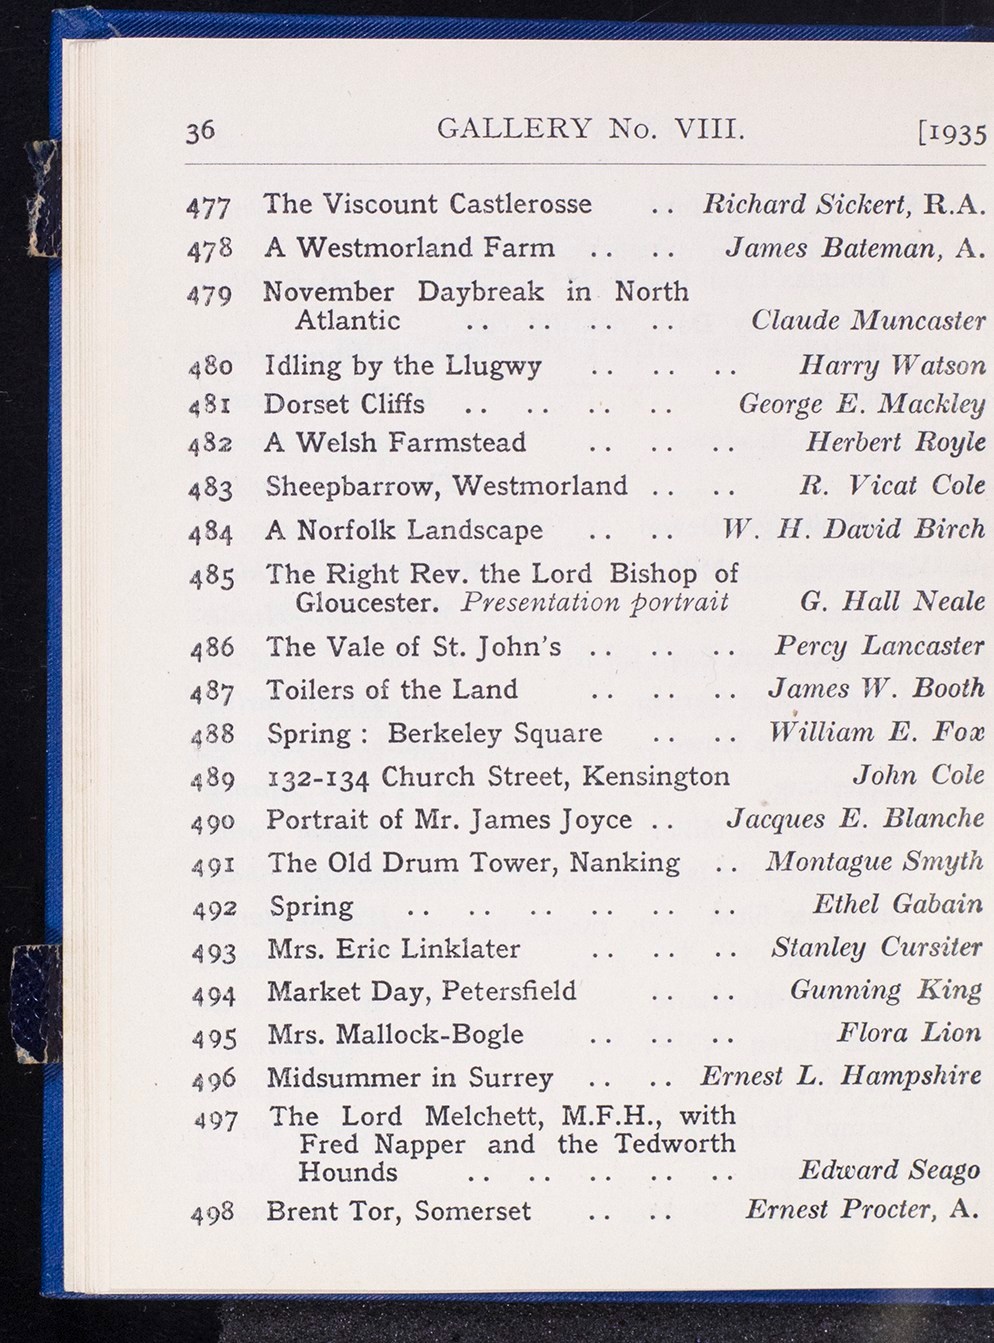 36 GALLERY No. VIII. [1935
477 The Viscount Castlerosse .. Richard Sickert, R.A.
478 A Westmorland Farm .. .. James Bateman, A.
479 November Daybreak in North
Atlantic .. .. .. .. Claude Muncaster
480 Idling by the Llugwy .. .. .. Harry Watson
481 Dorset Cliffs .. .. .. .. George E. Mackley
482 A Welsh Farmstead .. .. .. Herbert Royle
483 Sheepbarrow, Westmorland .. .. R. Vicat Cole
484 A Norfolk Landscape .. .. W. H. David Birch
485 The Right Rev. the Lord Bishop of
Gloucester. Presentation portrait G. Hall Neale
486 The Vale of St. John's .. .. .. Percy Lancaster
487 Toilers of the Land .. .. .. James W. Booth
488 Spring : Berkeley Square .. .. William E. Fox
489 132-134 Church Street, Kensington John Cole
490 Portrait of Mr. James Joyce .. Jacques E. Blanche
491 The Old Drum Tower, Nanking .. Montague Smyth
492 Spring .. .. .. .. .. .. Ethel Gabain
493 Mrs. Eric Linklater .. .. .. Stanley Cursiter
494 Market Day, Petersfield .. .. Gunning King
495 Mrs. Mallock-Bogle .. .. .. Flora Lion
496 Midsummer in Surrey .. .. Ernest L. Hampshire
497 The Lord Melchett, M.F.H., with
Fred Napper and the Tedworth
Hounds .. .. .. .. .. Edward Seago
498 Brent Tor, Somerset .. .. Ernest Procter, A.